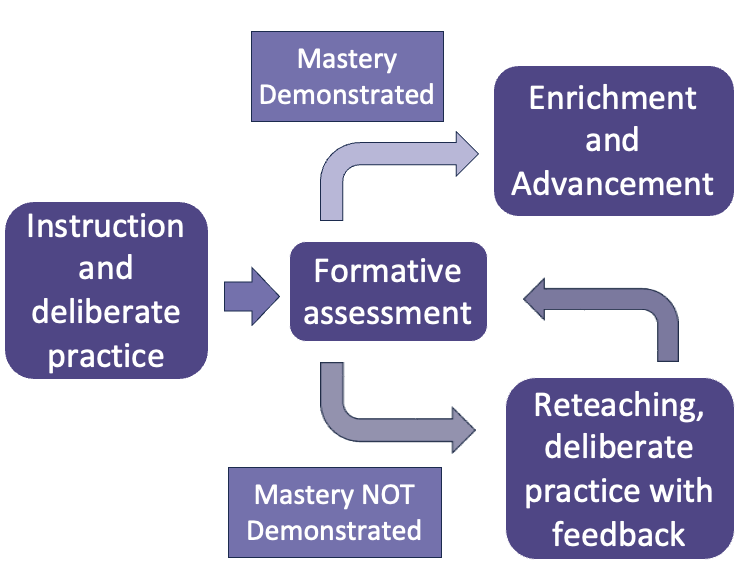 Mastery
Demonstrated
Enrichment
and
Advancement
Instruction
and
deliberate
practice
Formative
assessment
Reteaching,
deliberate
practice with
feedback
Mastery NOT
Demonstrated